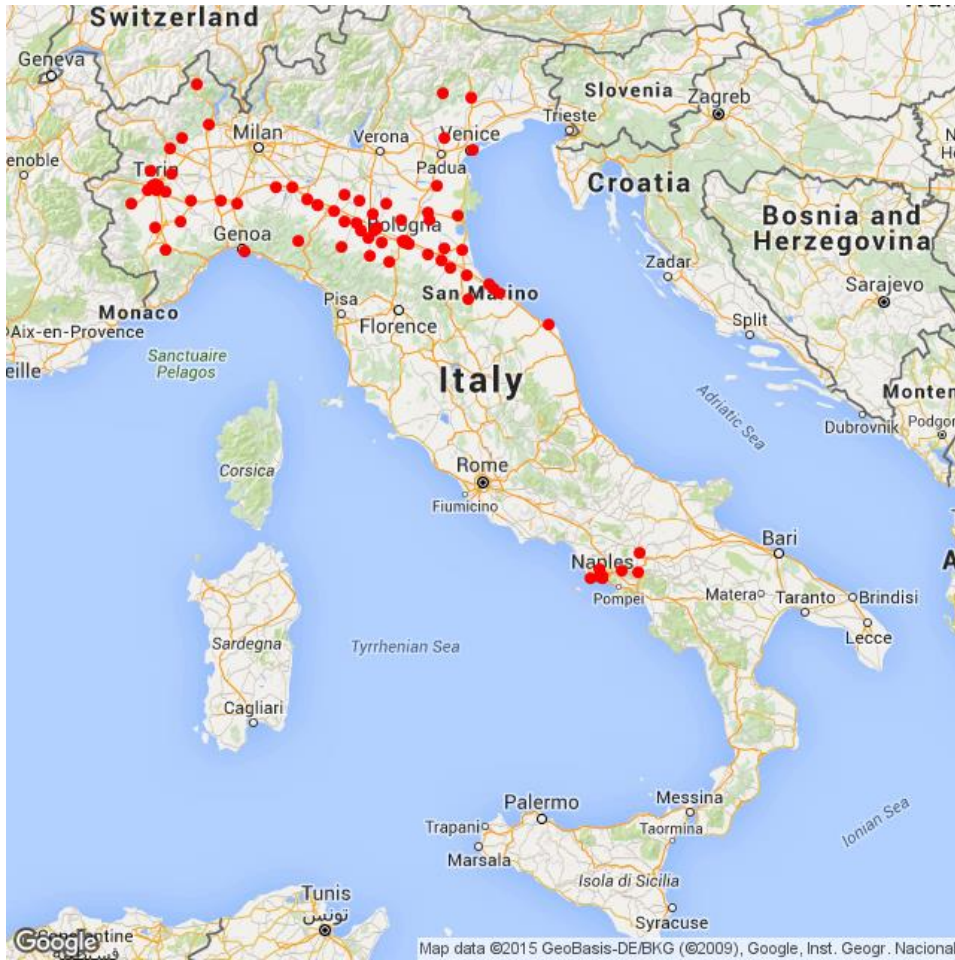 Switzerland
Geneva
Slovenia
Zagreb
Trieste
Milan
Verona
Venice
Padua
Turin
Croatia
Bosnia and
Herzegovina
Bologna
Genoa
Zadar
Sarajevo
San Marino
Monaco
Pisa
Florence
Split
Aix-en-Provence
Sanctuaire
Pelagos
Italy
Adriatic Sea
Dubrovnik
Corsica
Rome
Fiumicino
Bari
Naples
Pompei
Matera
Taranto
Brindisi
Lecce
Sardegna
Tyrrhenian Sea
Cagliari
Palermo
Messina
Trapani
Taormina
Ionian Sea
Marsala
Isola di Sicilia
Tunis
تونس
Syracuse
Google
Map data ©2015 GeoBasis-DE/BKG (©2009), Google, Inst. Geogr. Nacional